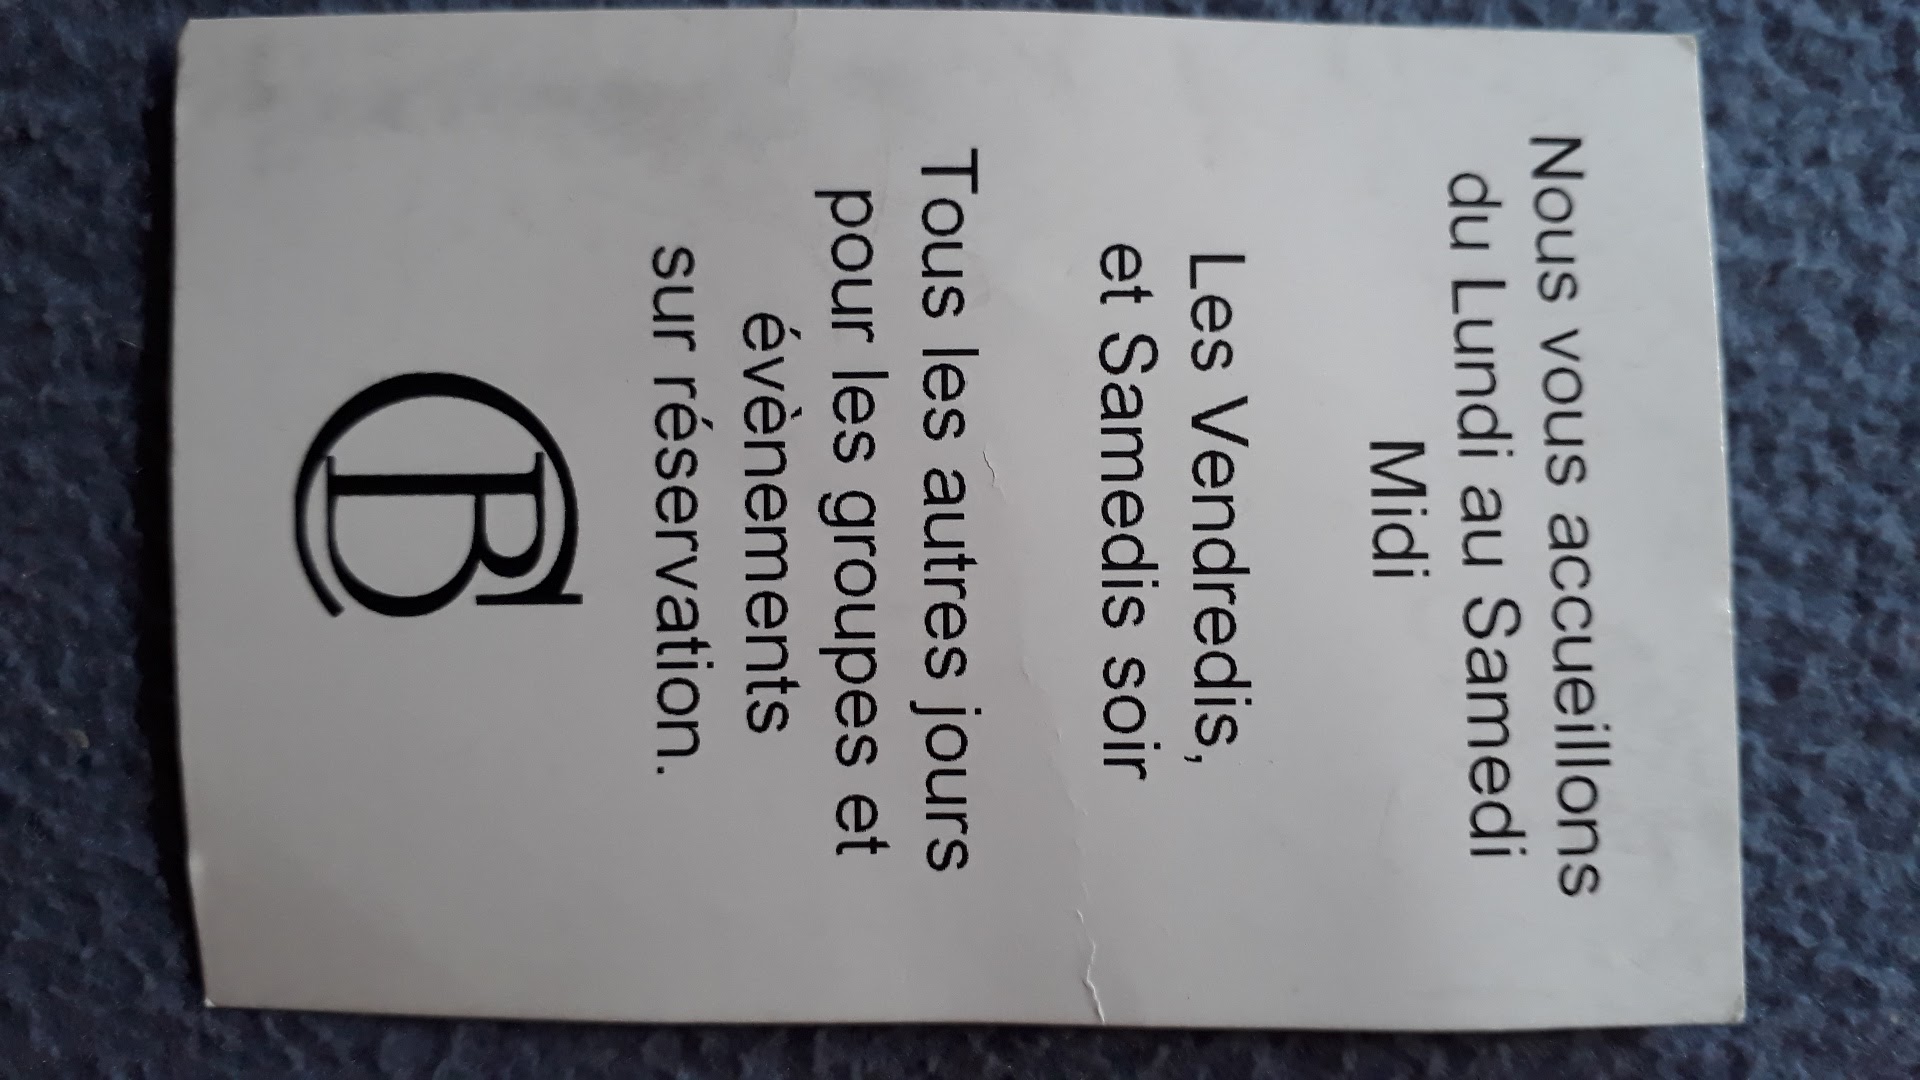 Nous vous accueillons
du Lundi au Samedi
Midi
Les Vendredis,
et Samedis soir
Tous les autres jours
pour les groupes et
évènements
sur réservation.
CB